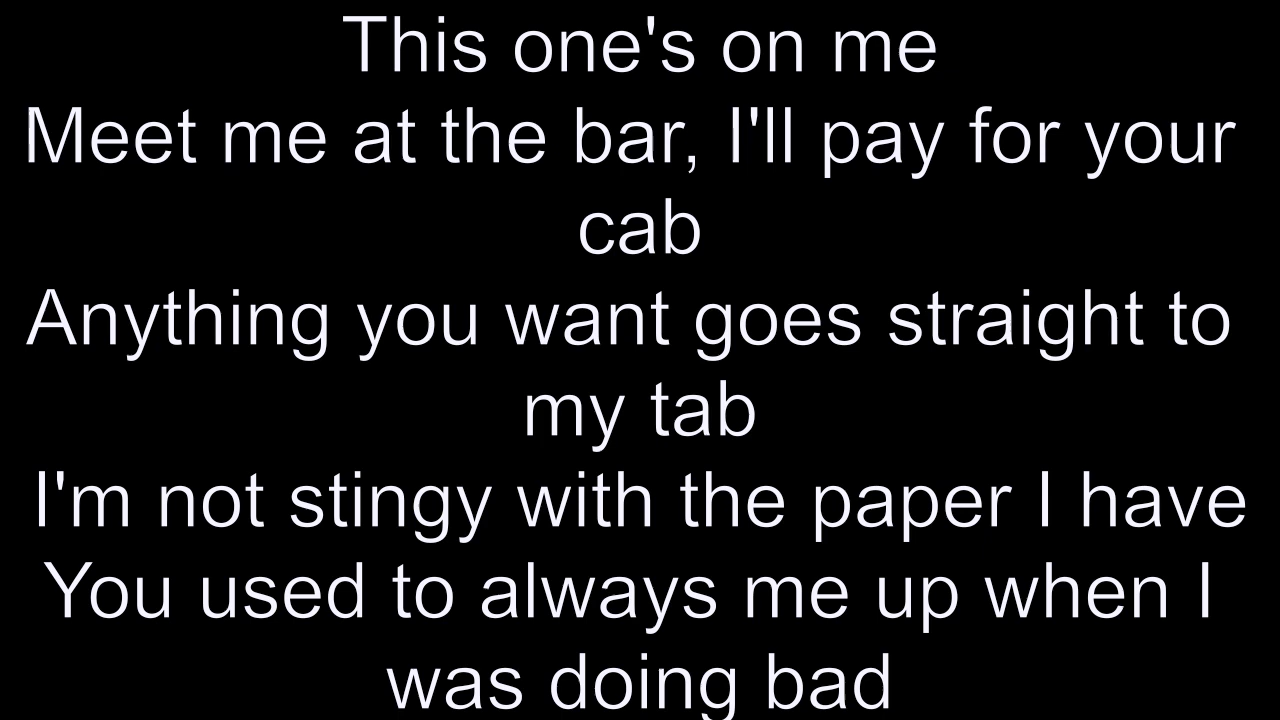 This one's on me
Meet me at the bar, I'll pay for your
cab
Anything you want goes straight to
my tab
I'm not stingy with the paper I have
You used to always me up when I
was doing bad